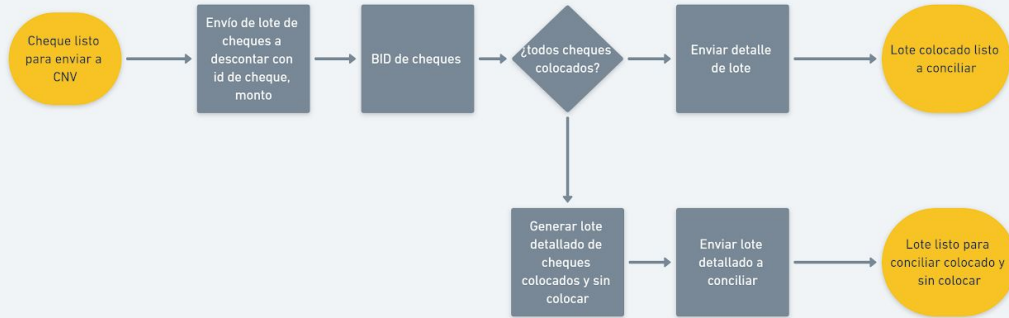 Cheque listo
para enviar a
CNV
Envío de lote de
cheques a
descontar con
id de cheque,
monto
BID de cheques
¿todos cheques
colocados?
Enviar detalle
de lote
Lote colocado listo
a conciliar
Generar lote
detallado de
cheques
colocados y sin
colocar
Enviar lote
detallado a
conciliar
Lote listo para
conciliar colocado y
sin colocar